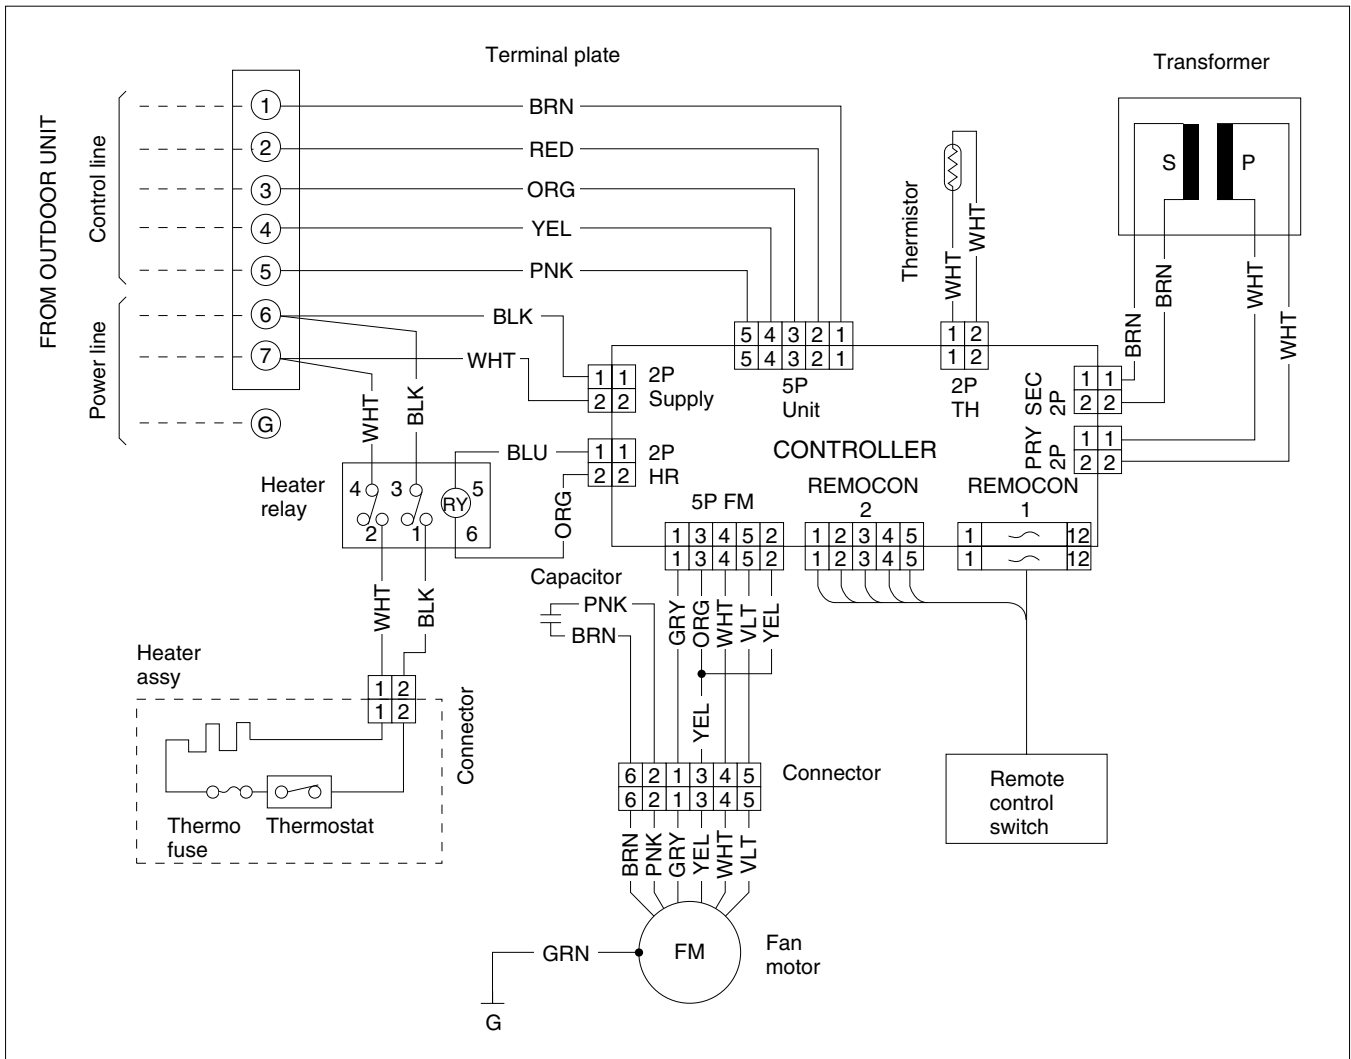 Terminal plate
Transformer
FROM OUTDOOR UNIT
Control line
Power line
1
BRN
2
RED
3
ORG
4
YEL
5
PNK
6
BLK
7
WHT
G
Thermistor
WHT
WHT
S
P
BRN
BRN
WHT
WHT
5 4 3 2 1
5 4 3 2 1
5P
Unit
1 2
1 2
2P
TH
1 1
2 2
2P
Supply
1 1
2 2
SEC
2P
1 1
2 2
PRY
2P
WHT
BLK
BLU
ORG
1 1
2 2
2P
HR
CONTROLLER
Heater
relay
4
3
RY
5
2
1
6
5P FM
REMOCON
2
REMOCON
1
1 3 4 5 2
1 3 4 5 2
1 2 3 4 5
1 2 3 4 5
1 12
1 12
Capacitor
PNK
BRN
GRY
ORG
WHT
VLT
YEL
WHT
BLK
Heater
assy
1 2
1 2
Connector
Thermo
fuse
Thermostat
YEL
6 2 1 3 4 5
6 2 1 3 4 5
Connector
Remote
control
switch
BRN
PNK
GRY
YEL
WHT
VLT
FM
Fan
motor
GRN
G